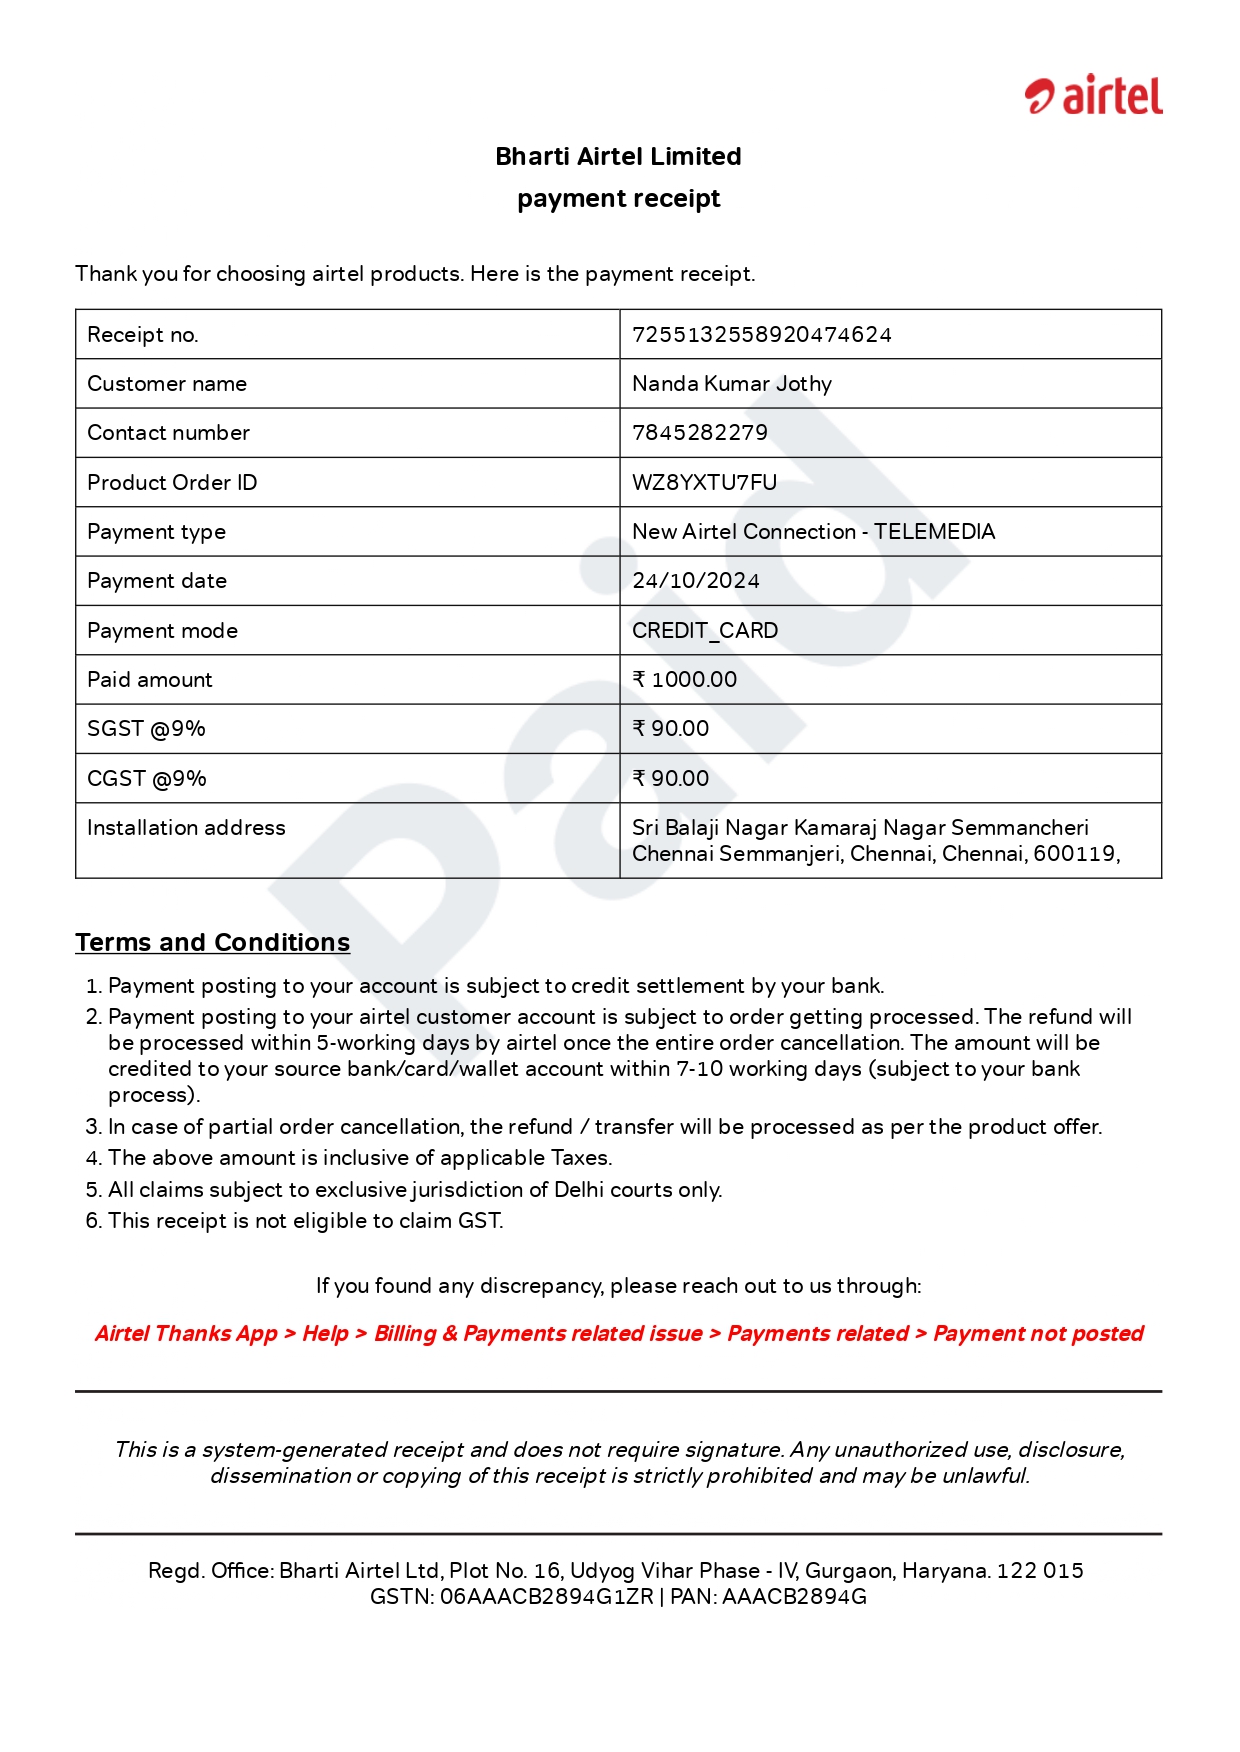 airtel
Bharti Airtel Limited
payment receipt
Thank you for choosing airtel products. Here is the payment receipt.
Receipt no. 7255132558920474624
Customer name Nanda Kumar Jothy
Contact number 7845282279
Product Order ID WZ8YXTU7FU
Payment type New Airtel Connection - TELEMEDIA
Payment date 24/10/2024
Payment mode CREDIT_CARD
Paid amount ₹ 1000.00
SGST @9% ₹ 90.00
CGST @9% ₹ 90.00
Installation address Sri Balaji Nagar Kamaraj Nagar Semmancheri
Chennai Semmanjeri, Chennai, Chennai, 600119,
Paid
Terms and Conditions
1. Payment posting to your account is subject to credit settlement by your bank.
2. Payment posting to your airtel customer account is subject to order getting processed. The refund will
be processed within 5-working days by airtel once the entire order cancellation. The amount will be
credited to your source bank/card/wallet account within 7-10 working days (subject to your bank
process).
3. In case of partial order cancellation, the refund / transfer will be processed as per the product offer.
4. The above amount is inclusive of applicable Taxes.
5. All claims subject to exclusive jurisdiction of Delhi courts only.
6. This receipt is not eligible to claim GST.
If you found any discrepancy, please reach out to us through:
Airtel Thanks App > Help > Billing & Payments related issue > Payments related > Payment not posted
This is a system-generated receipt and does not require signature. Any unauthorized use, disclosure,
dissemination or copying of this receipt is strictly prohibited and may be unlawful.
Regd. Office: Bharti Airtel Ltd, Plot No. 16, Udyog Vihar Phase - IV, Gurgaon, Haryana. 122 015
GSTN: 06AAACB2894G1ZR | PAN: AAACB2894G